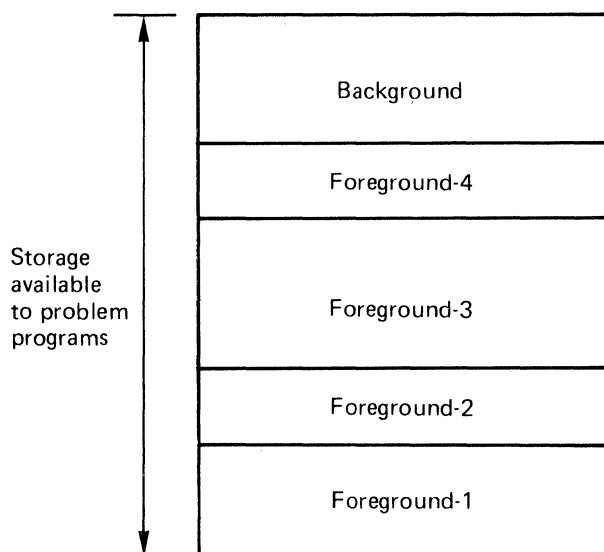 Background
Foreground-4
Storage
available
to problem
programs
Foreground-3
Foreground-2
Foreground-1